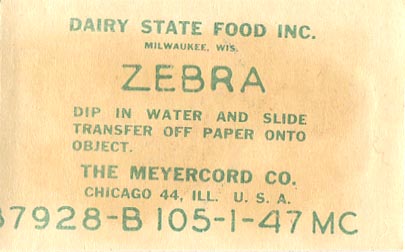 DAIRY STATE FOOD INC.
MILWAUKEE, WIS.
ZEBRA
DIP IN WATER AND SLIDE
TRANSFER OFF PAPER ONTO
OBJECT.
THE MEYERCORD CO.
CHICAGO 44, ILL. U. S. A.
87928-B 105-1-47 MC